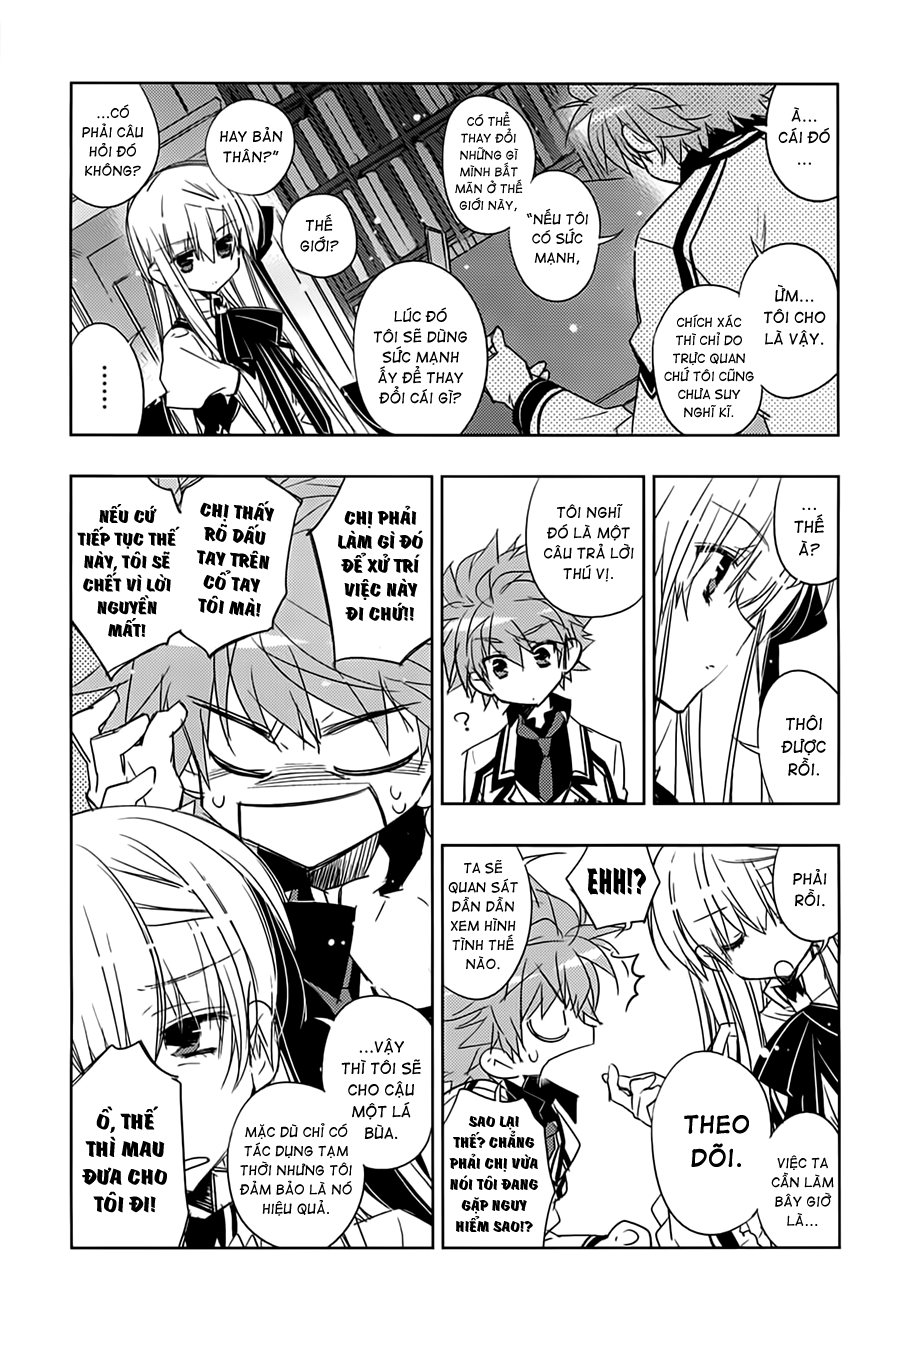 À...
CÁI ĐÓ
...
"NẾU TÔI
CÓ SỨC
MẠNH,
CÓ THỂ
THAY ĐỔI
NHỮNG GÌ
MÌNH BẤT
MÃN Ở THẾ
GIỚI NÀY,
THẾ
GIỚI?
HAY BẢN
THÂN?"
...CÓ
PHẢI CÂU
HỎI ĐÓ
KHÔNG?
ỪM...
TÔI CHO
LÀ VẬY.
CHÍCH XÁC
THÌ CHỈ DO
TRỰC QUAN
CHỨ TÔI CŨNG
CHƯA SUY
NGHĨ KĨ.
LÚC ĐÓ
TÔI SẼ DÙNG
SỨC MẠNH
ẤY ĐỂ THAY
ĐỔI CÁI GÌ?
......
...
THẾ
À?
THÔI
ĐƯỢC
RỒI.
TÔI NGHĨ
ĐÓ LÀ MỘT
CÂU TRẢ LỜI
THÚ VỊ.
?
CHỊ PHẢI
LÀM GÌ ĐÓ
ĐỂ XỬ TRÍ
VIỆC NÀY
ĐI CHỨ!!
CHỊ THẤY
RÕ DẤU
TAY TRÊN
CỔ TAY
TÔI MÀ!
NẾU CỨ
TIẾP TỤC THẾ
NÀY, TÔI SẼ
CHẾT VÌ LỜI
NGUYỀN
MẤT!
...VẬY
THÌ TÔI SẼ
CHO CẬU
MỘT LÁ
BÙA.
MẶC DÙ CHỈ CÓ
TÁC DỤNG TẠM
THỜI NHƯNG TÔI
ĐẢM BẢO LÀ NÓ
HIỆU QUẢ.
Ồ, THẾ
THÌ MAU
ĐƯA CHO
TÔI ĐI!
PHẢI
RỒI.
VIỆC TA
CẦN LÀM
BÂY GIỜ
LÀ...
THEO
DÕI.
EHH!?
TA SẼ
QUAN SÁT
DẦN DẦN
XEM HÌNH
TÌNH THẾ
NÀO.
SAO LẠI
THẾ? CHẲNG
PHẢI CHỊ VỪA
NÓI TÔI ĐANG
GẶP NGUY
HIỂM SAO!?